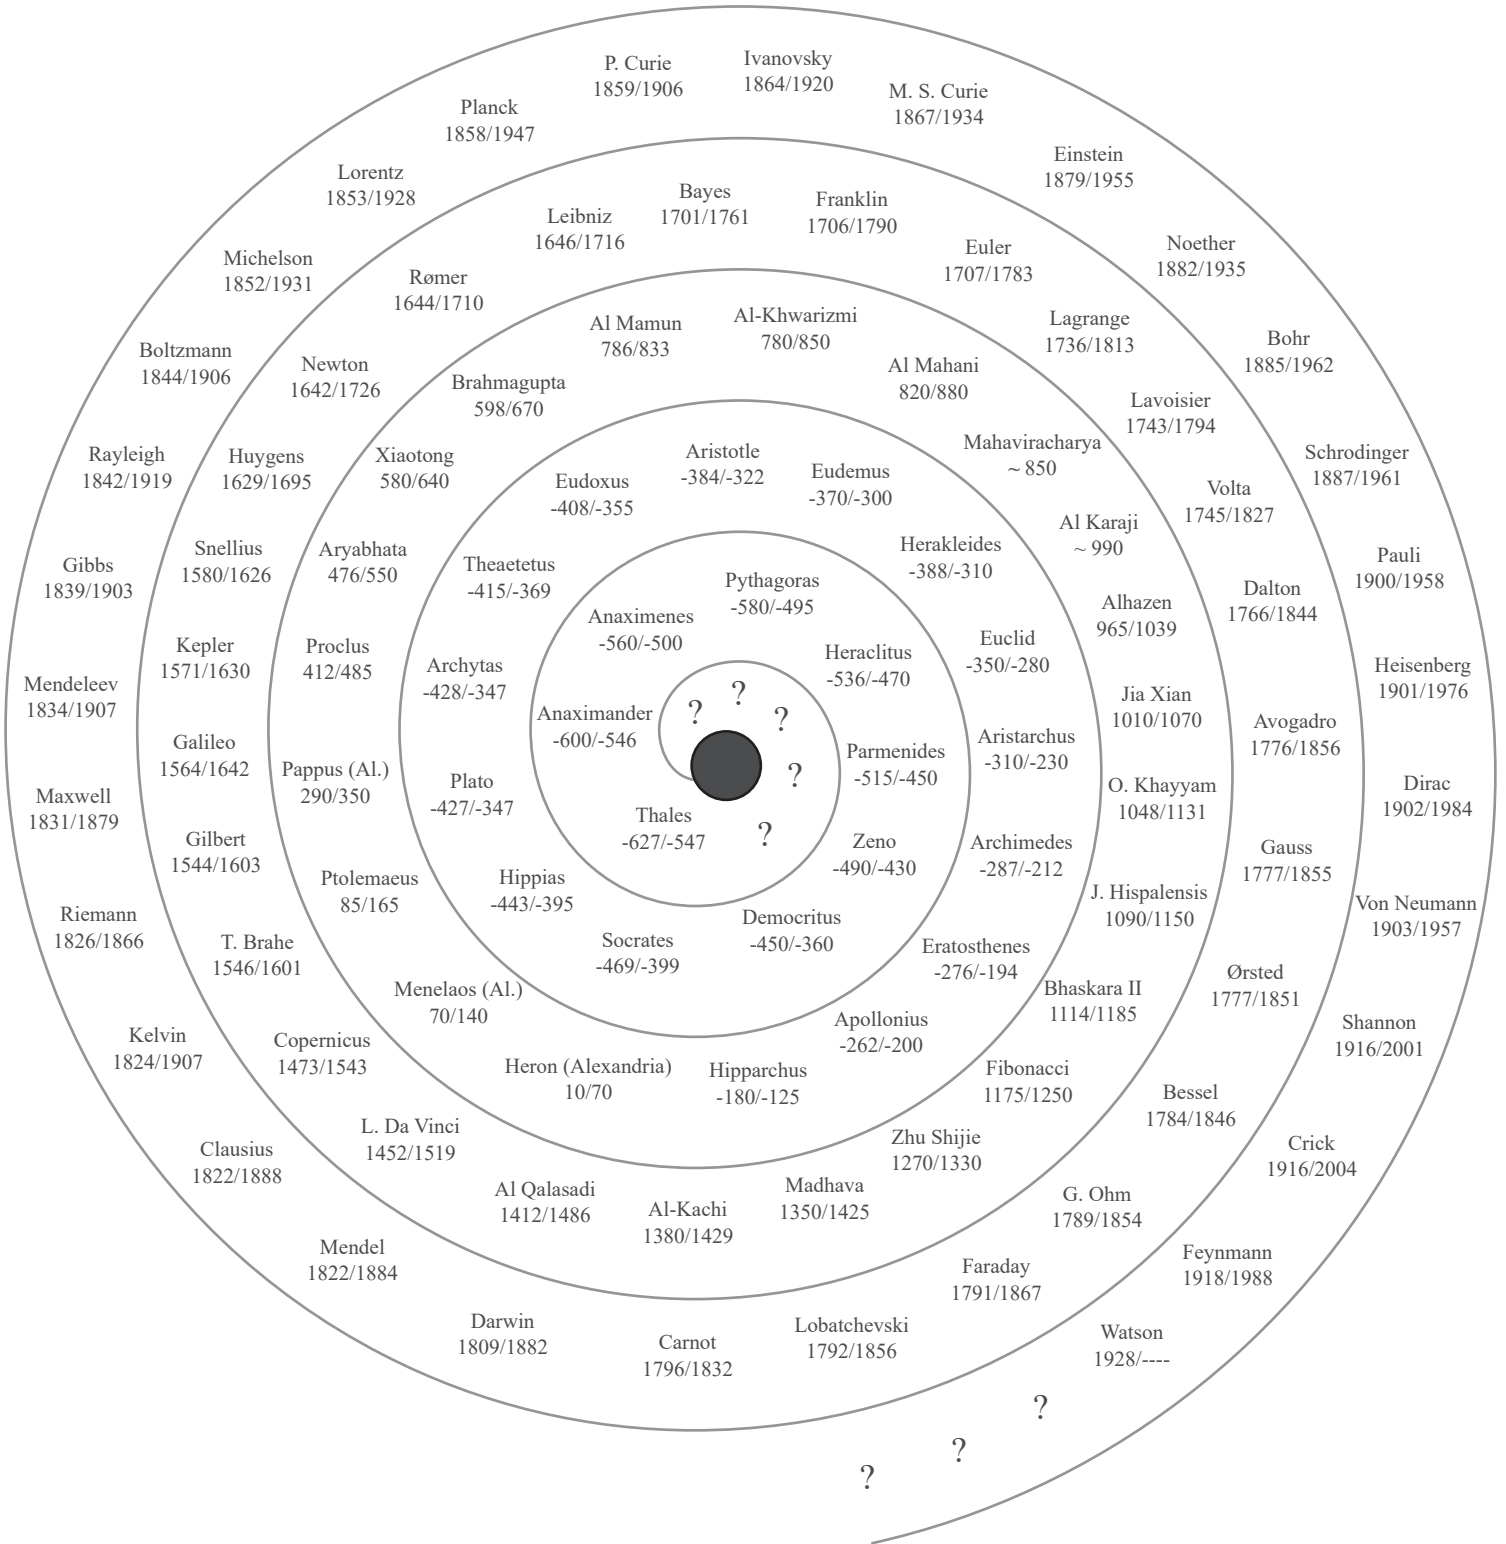 ?
?
?
?
?
Thales
-627/-547
Anaximander
-600/-546
Anaximenes
-560/-500
Pythagoras
-580/-495
Heraclitus
-536/-470
Parmenides
-515/-450
Zeno
-490/-430
Democritus
-450/-360
Socrates
-469/-399
Hippias
-443/-395
Plato
-427/-347
Archytas
-428/-347
Theaetetus
-415/-369
Eudoxus
-408/-355
Aristotle
-384/-322
Eudemus
-370/-300
Herakleides
-388/-310
Euclid
-350/-280
Aristarchus
-310/-230
Archimedes
-287/-212
Eratosthenes
-276/-194
Apollonius
-262/-200
Hipparchus
-180/-125
Heron (Alexandria)
10/70
Menelaos (Al.)
70/140
Ptolemaeus
85/165
Pappus (Al.)
290/350
Proclus
412/485
Aryabhata
476/550
Xiaotong
580/640
Brahmagupta
598/670
Al Mamun
786/833
Al-Khwarizmi
780/850
Al Mahani
820/880
Mahaviracharya
~ 850
Al Karaji
~ 990
Alhazen
965/1039
Jia Xian
1010/1070
O. Khayyam
1048/1131
J. Hispalensis
1090/1150
Bhaskara II
1114/1185
Fibonacci
1175/1250
Zhu Shijie
1270/1330
Madhava
1350/1425
Al-Kachi
1380/1429
Al Qalasadi
1412/1486
L. Da Vinci
1452/1519
Copernicus
1473/1543
T. Brahe
1546/1601
Gilbert
1544/1603
Galileo
1564/1642
Kepler
1571/1630
Snellius
1580/1626
Huygens
1629/1695
Newton
1642/1726
Rømer
1644/1710
Leibniz
1646/1716
Bayes
1701/1761
Franklin
1706/1790
Euler
1707/1783
Lagrange
1736/1813
Lavoisier
1743/1794
Volta
1745/1827
Dalton
1766/1844
Avogadro
1776/1856
Gauss
1777/1855
Ørsted
1777/1851
Bessel
1784/1846
G. Ohm
1789/1854
Faraday
1791/1867
Lobatchevski
1792/1856
Carnot
1796/1832
Darwin
1809/1882
Mendel
1822/1884
Clausius
1822/1888
Kelvin
1824/1907
Riemann
1826/1866
Maxwell
1831/1879
Mendeleev
1834/1907
Gibbs
1839/1903
Rayleigh
1842/1919
Boltzmann
1844/1906
Michelson
1852/1931
Lorentz
1853/1928
Planck
1858/1947
P. Curie
1859/1906
Ivanovsky
1864/1920
M. S. Curie
1867/1934
Einstein
1879/1955
Noether
1882/1935
Bohr
1885/1962
Schrodinger
1887/1961
Pauli
1900/1958
Heisenberg
1901/1976
Dirac
1902/1984
Von Neumann
1903/1957
Shannon
1916/2001
Crick
1916/2004
Feynmann
1918/1988
Watson
1928/----
?
?
?